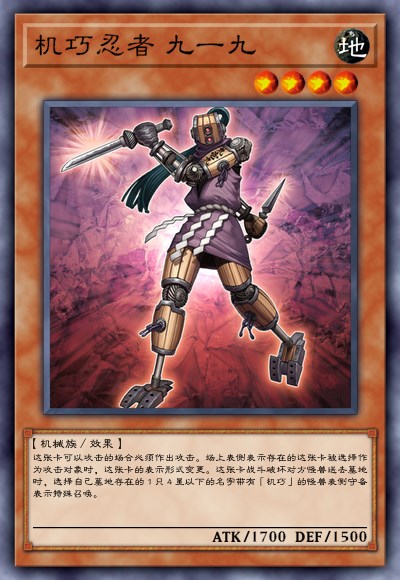 机巧忍者 九一九
地
【机械族/效果】
这张卡可以攻击的场合必须作出攻击。场上表侧表示存在的这张卡被选择作
为攻击对象时，这张卡的表示形式变更。这张卡战斗破坏对方怪兽送去墓地
时，选择自己墓地存在的1只4星以下的名字带有「机巧」的怪兽表侧守备
表示特殊召唤。
ATK/1700 DEF/1500